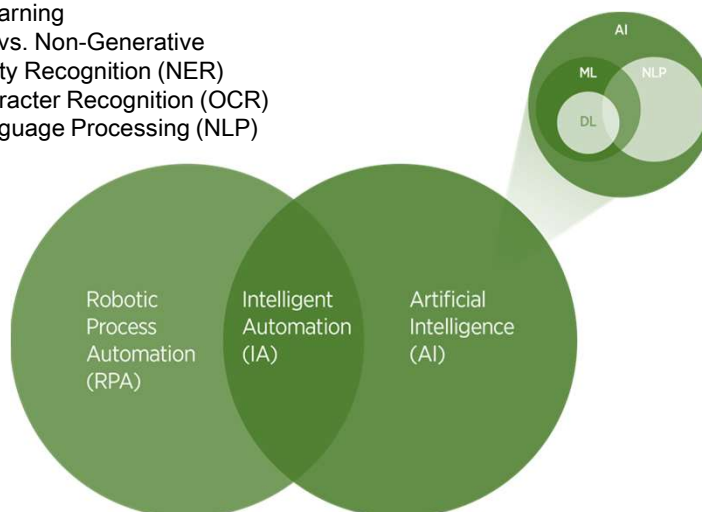 arning
vs. Non-Generative
ty Recognition (NER)
racter Recognition (OCR)
guage Processing (NLP)
AI
ML
NLP
DL
Robotic
Process
Automation
(RPA)
Intelligent
Automation
(IA)
Artificial
Intelligence
(AI)